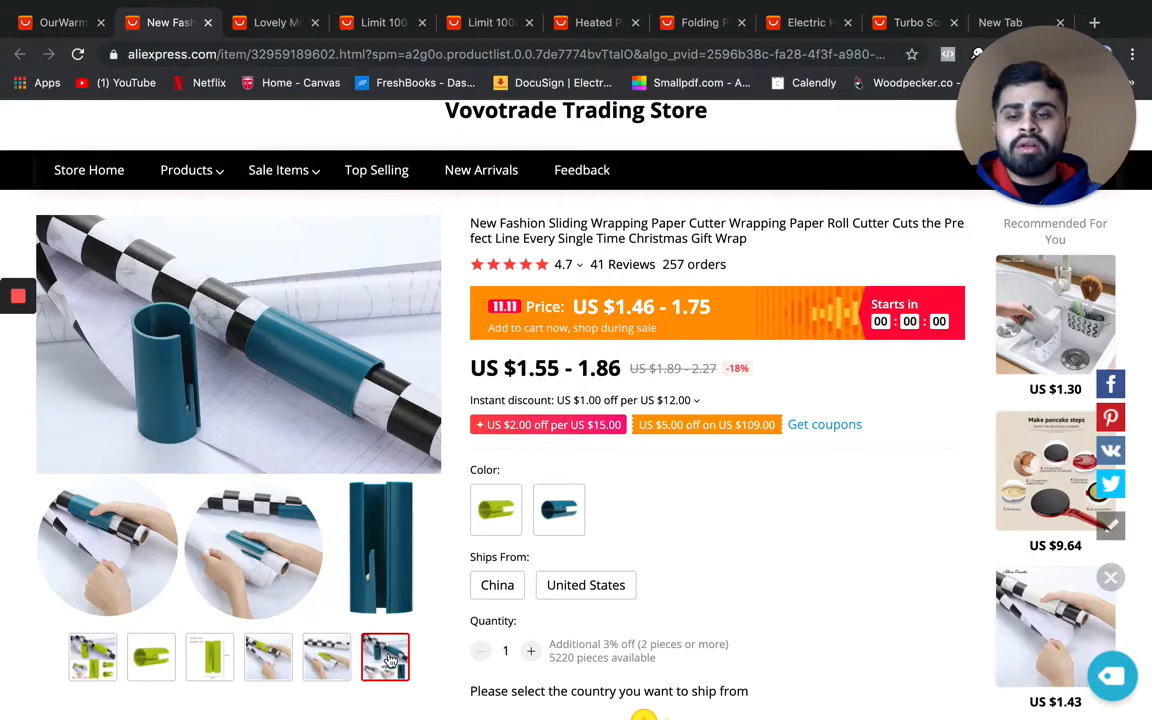 OurWarm
New Fash
Lovely Mu
Limit 100
Limit 100
Heated P
Folding P
Electric H
Turbo Sc
New Tab
aliexpress.com/item/32959189602.html?spm=a2g0o.productlist.0.0.7de7774bvTtaIO&algo_pvid=2596b38c-fa28-4f3f-a980-...
Apps
YouTube
Netflix
Home - Canvas
FreshBooks - Das...
DocuSign | Electr...
Smallpdf.com - A...
Calendly
Woodpecker.co -
Vovotrade Trading Store
Store Home
Products
Sale Items
Top Selling
New Arrivals
Feedback
New Fashion Sliding Wrapping Paper Cutter Wrapping Paper Roll Cutter Cuts the Pre
fect Line Every Single Time Christmas Gift Wrap
4.7 41 Reviews 257 orders
11.11 Price: US $1.46 - 1.75
Add to cart now, shop during sale
Starts in
00 : 00 : 00
US $1.55 - 1.86 US $1.89 - 2.27 -18%
Instant discount: US $1.00 off per US $12.00
+ US $2.00 off per US $15.00 US $5.00 off on US $109.00 Get coupons
Color:
Ships From:
China United States
Quantity:
1
Additional 3% off (2 pieces or more)
5220 pieces available
Please select the country you want to ship from
Recommended For
You
US $1.30
Make pancake steps
US $9.64
US $1.43